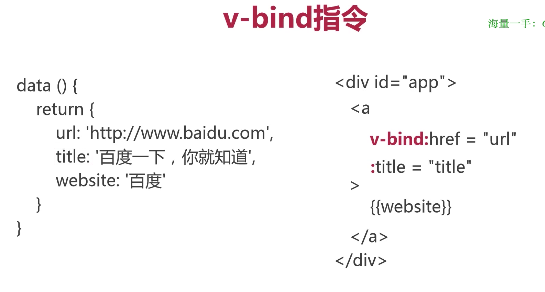 v-bind指令
海量一手：
data () {
return {
url: 'http://www.baidu.com',
title: '百度一下，你就知道',
website: '百度'
}
}
<div id="app">
<a
v-bind:href = "url"
:title = "title"
>
{{website}}
</a>
</div>